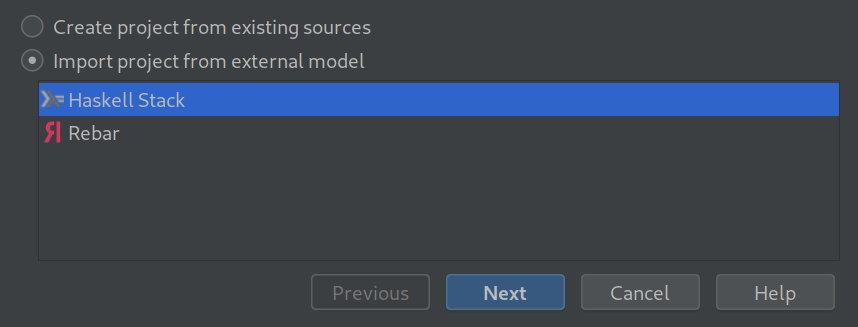 Create project from existing sources
Import project from external model
Haskell Stack
Rebar
Previous Next Cancel Help